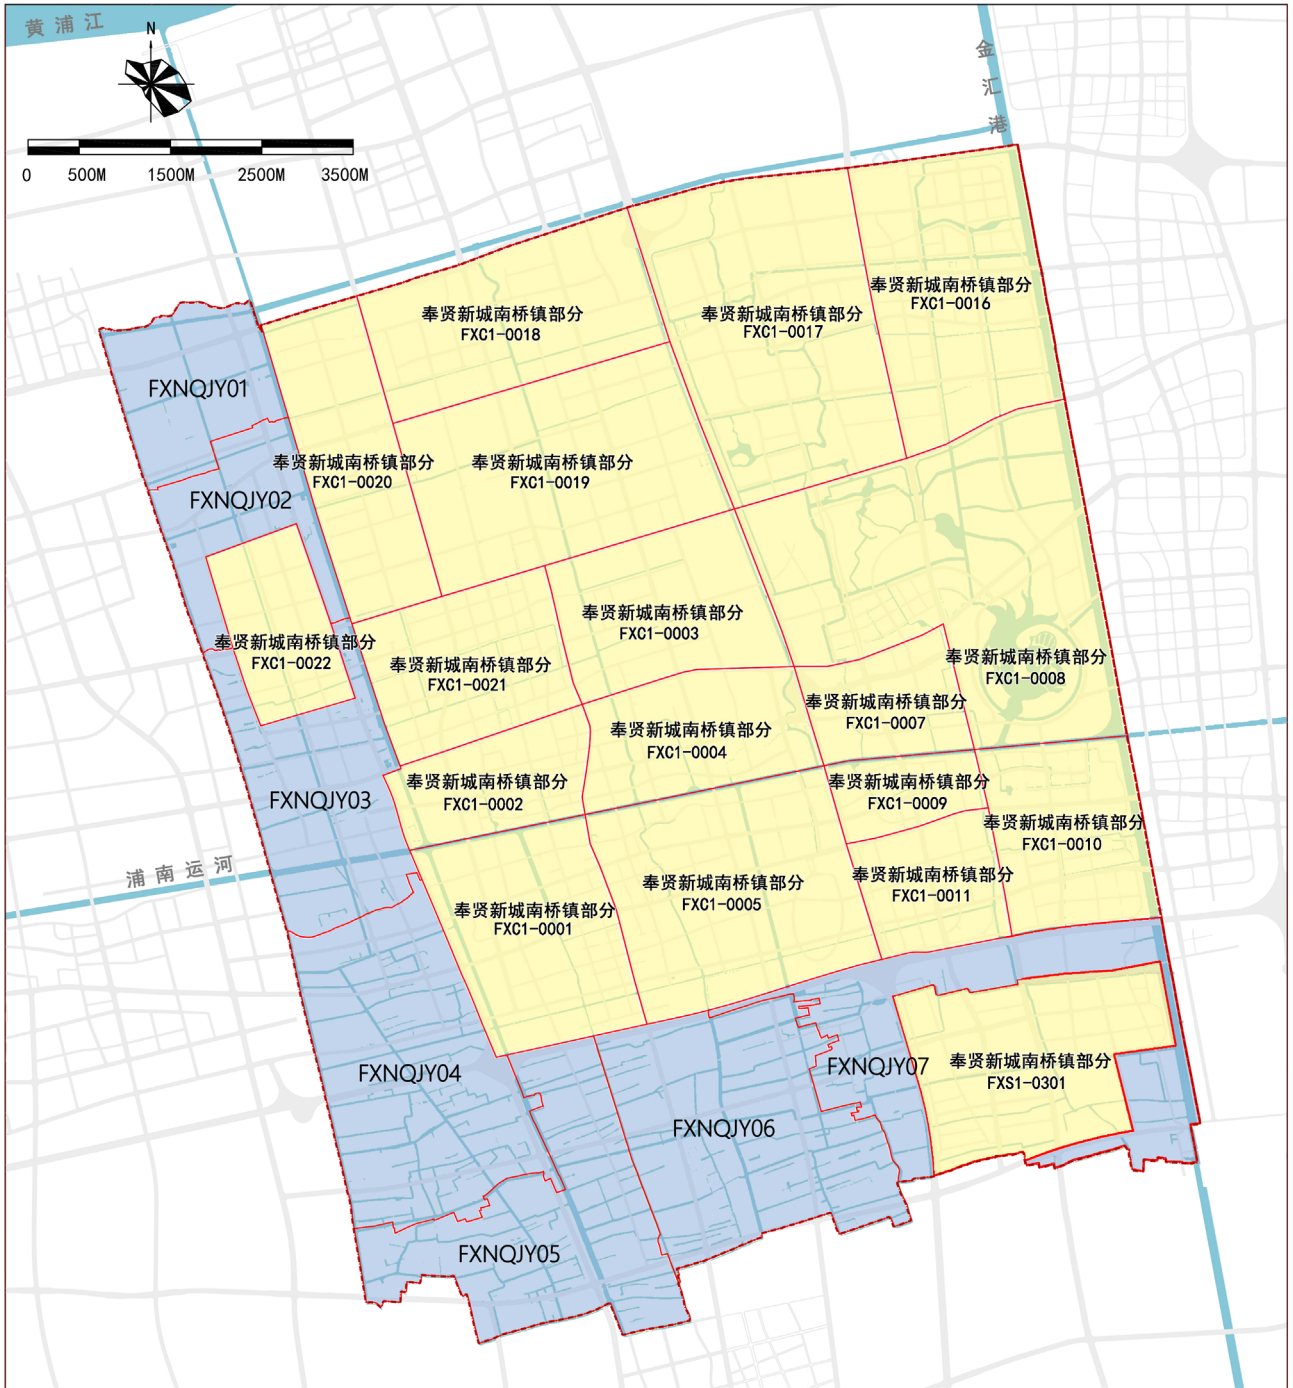 黄浦江
N
金汇港
0 500M 1500M 2500M 3500M
奉贤新城南桥镇部分
FXC1-0016
奉贤新城南桥镇部分
FXC1-0018
奉贤新城南桥镇部分
FXC1-0017
FXNQJY01
奉贤新城南桥镇部分
FXC1-0020
奉贤新城南桥镇部分
FXC1-0019
FXNQJY02
奉贤新城南桥镇部分
FXC1-0003
奉贤新城南桥镇部分
FXC1-0022
奉贤新城南桥镇部分
FXC1-0021
奉贤新城南桥镇部分
FXC1-0008
奉贤新城南桥镇部分
FXC1-0007
奉贤新城南桥镇部分
FXC1-0004
奉贤新城南桥镇部分
FXC1-0002
奉贤新城南桥镇部分
FXC1-0009
FXNQJY03
奉贤新城南桥镇部分
FXC1-0010
浦南运河
奉贤新城南桥镇部分
FXC1-0011
奉贤新城南桥镇部分
FXC1-0005
奉贤新城南桥镇部分
FXC1-0001
FXNQJY04
FXNQJY07
奉贤新城南桥镇部分
FXS1-0301
FXNQJY06
FXNQJY05